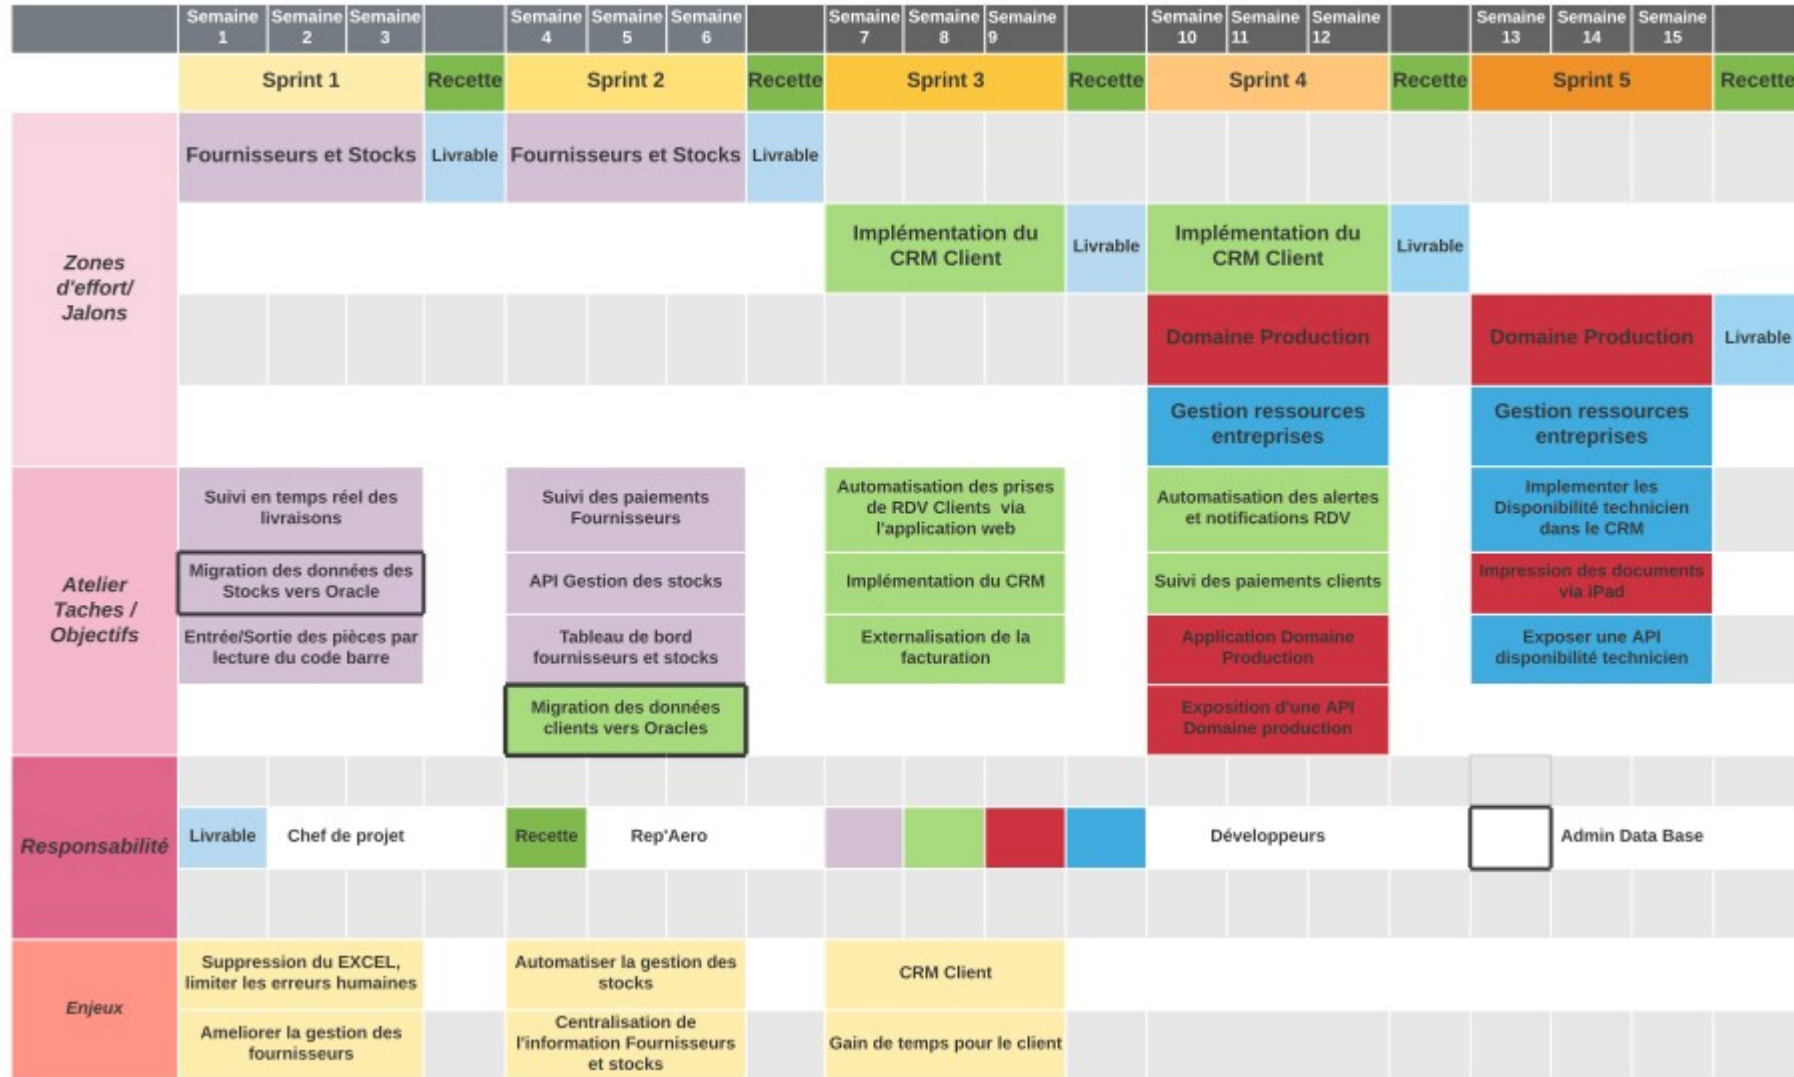 Semaine 1
Semaine 2
Semaine 3
Semaine 4
Semaine 5
Semaine 6
Semaine 7
Semaine 8
Semaine 9
Semaine 10
Semaine 11
Semaine 12
Semaine 13
Semaine 14
Semaine 15
Sprint 1
Recette
Sprint 2
Recette
Sprint 3
Recette
Sprint 4
Recette
Sprint 5
Recette
Zones
d'effort/
Jalons
Fournisseurs et Stocks
Livrable
Fournisseurs et Stocks
Livrable
Implémentation du
CRM Client
Livrable
Implémentation du
CRM Client
Livrable
Domaine Production
Domaine Production
Livrable
Gestion ressources
entreprises
Gestion ressources
entreprises
Atelier
Taches /
Objectifs
Suivi en temps réel des
livraisons
Suivi des paiements
Fournisseurs
Automatisation des prises
de RDV Clients via
l'application web
Automatisation des alertes
et notifications RDV
Implementer les
Disponibilité technicien
dans le CRM
Migration des données des
Stocks vers Oracle
API Gestion des stocks
Implémentation du CRM
Suivi des paiements clients
Impression des documents
via iPad
Entrée/Sortie des pièces par
lecture du code barre
Tableau de bord
fournisseurs et stocks
Externalisation de la
facturation
Application Domaine
Production
Exposer une API
disponibilité technicien
Migration des données
clients vers Oracles
Exposition d'une API
Domaine production
Responsabilité
Livrable
Chef de projet
Recette
Rep'Aero
Développeurs
Admin Data Base
Enjeux
Suppression du EXCEL,
limiter les erreurs humaines
Automatiser la gestion des
stocks
CRM Client
Ameliorer la gestion des
fournisseurs
Centralisation de
l'information Fournisseurs
et stocks
Gain de temps pour le client